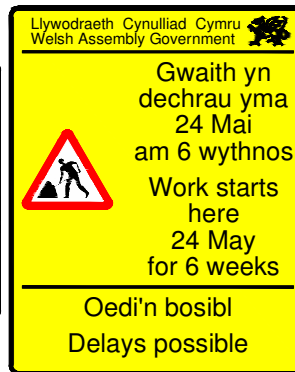 Llywodraeth Cynulliad Cymru
Welsh Assembly Government
Gwaith yn
dechrau yma
24 Mai
am 6 wythnos
Work starts
here
24 May
for 6 weeks
Oedi'n bosibl
Delays possible